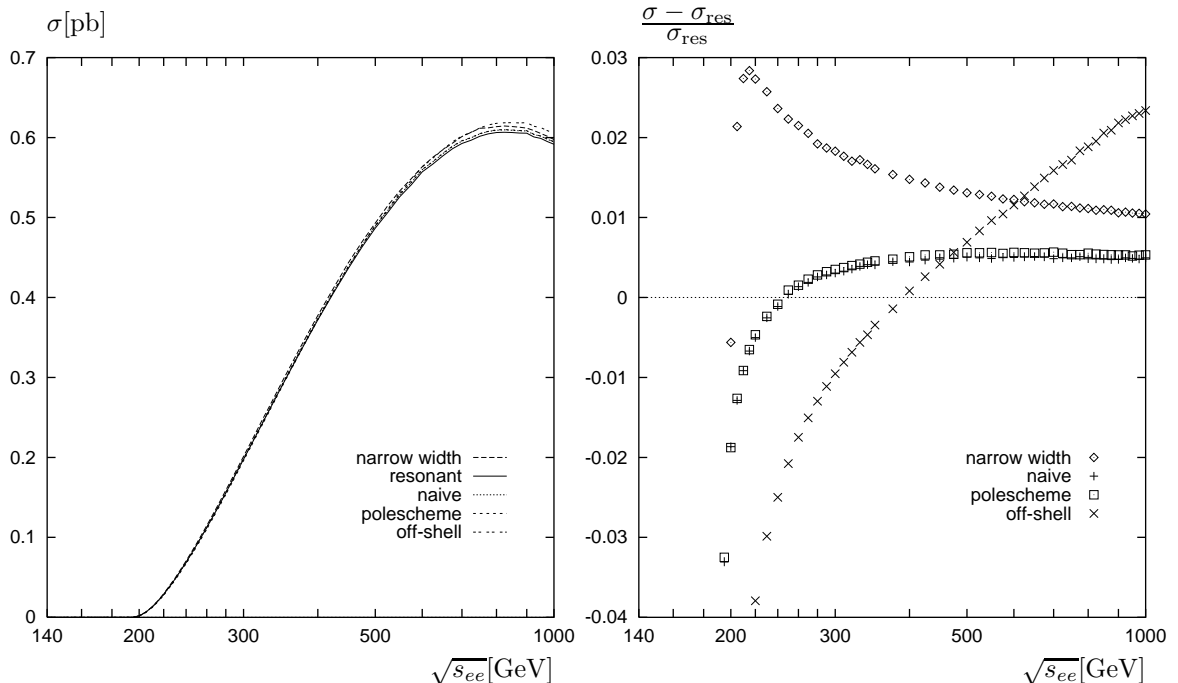 σ[pb]
0.7
0.6
0.5
0.4
0.3
0.2
0.1
0
140
200
300
500
1000
√s_ee[GeV]
narrow width
resonant
naive
polescheme
off-shell
σ − σ_res
σ_res
0.03
0.02
0.01
0
-0.01
-0.02
-0.03
-0.04
140
200
300
500
1000
√s_ee[GeV]
narrow width
naive
polescheme
off-shell